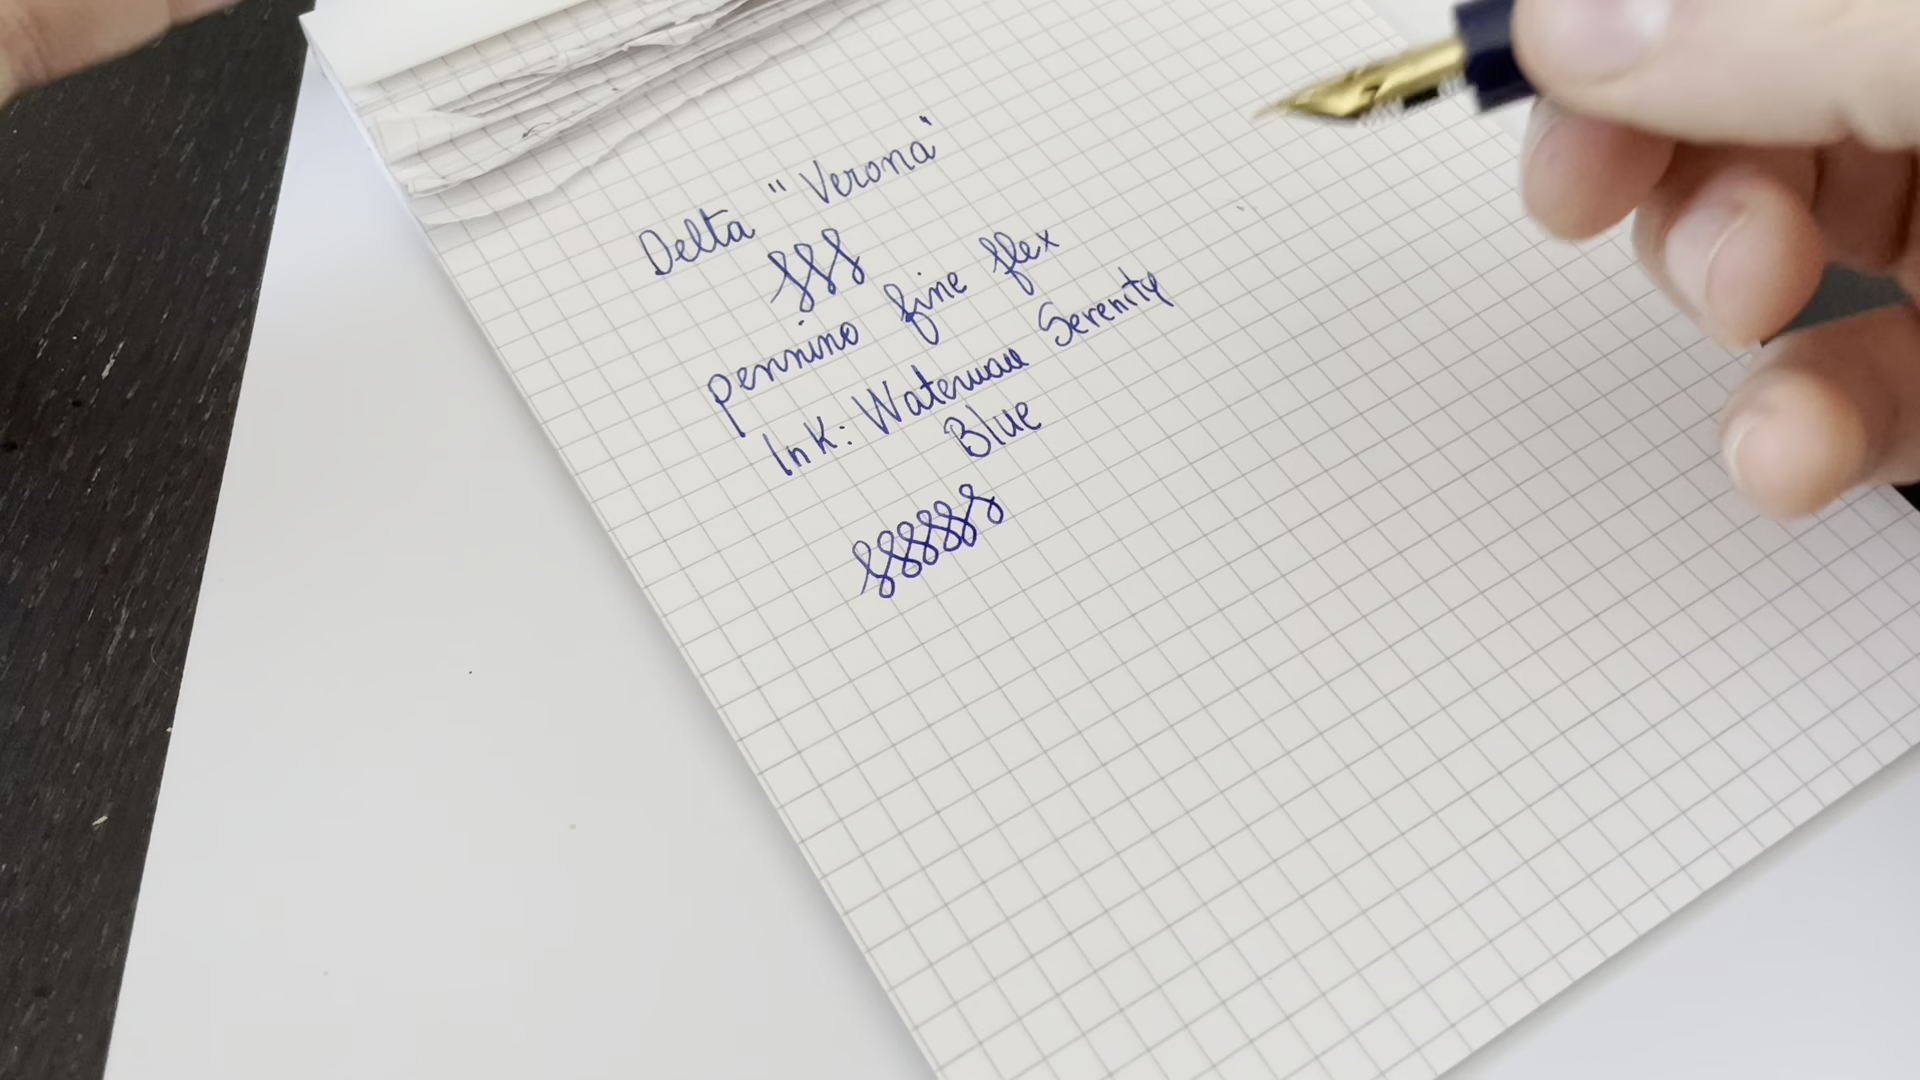 Delta "Verona"
pennino fine flex
Ink: Waterman Serenity
Blue